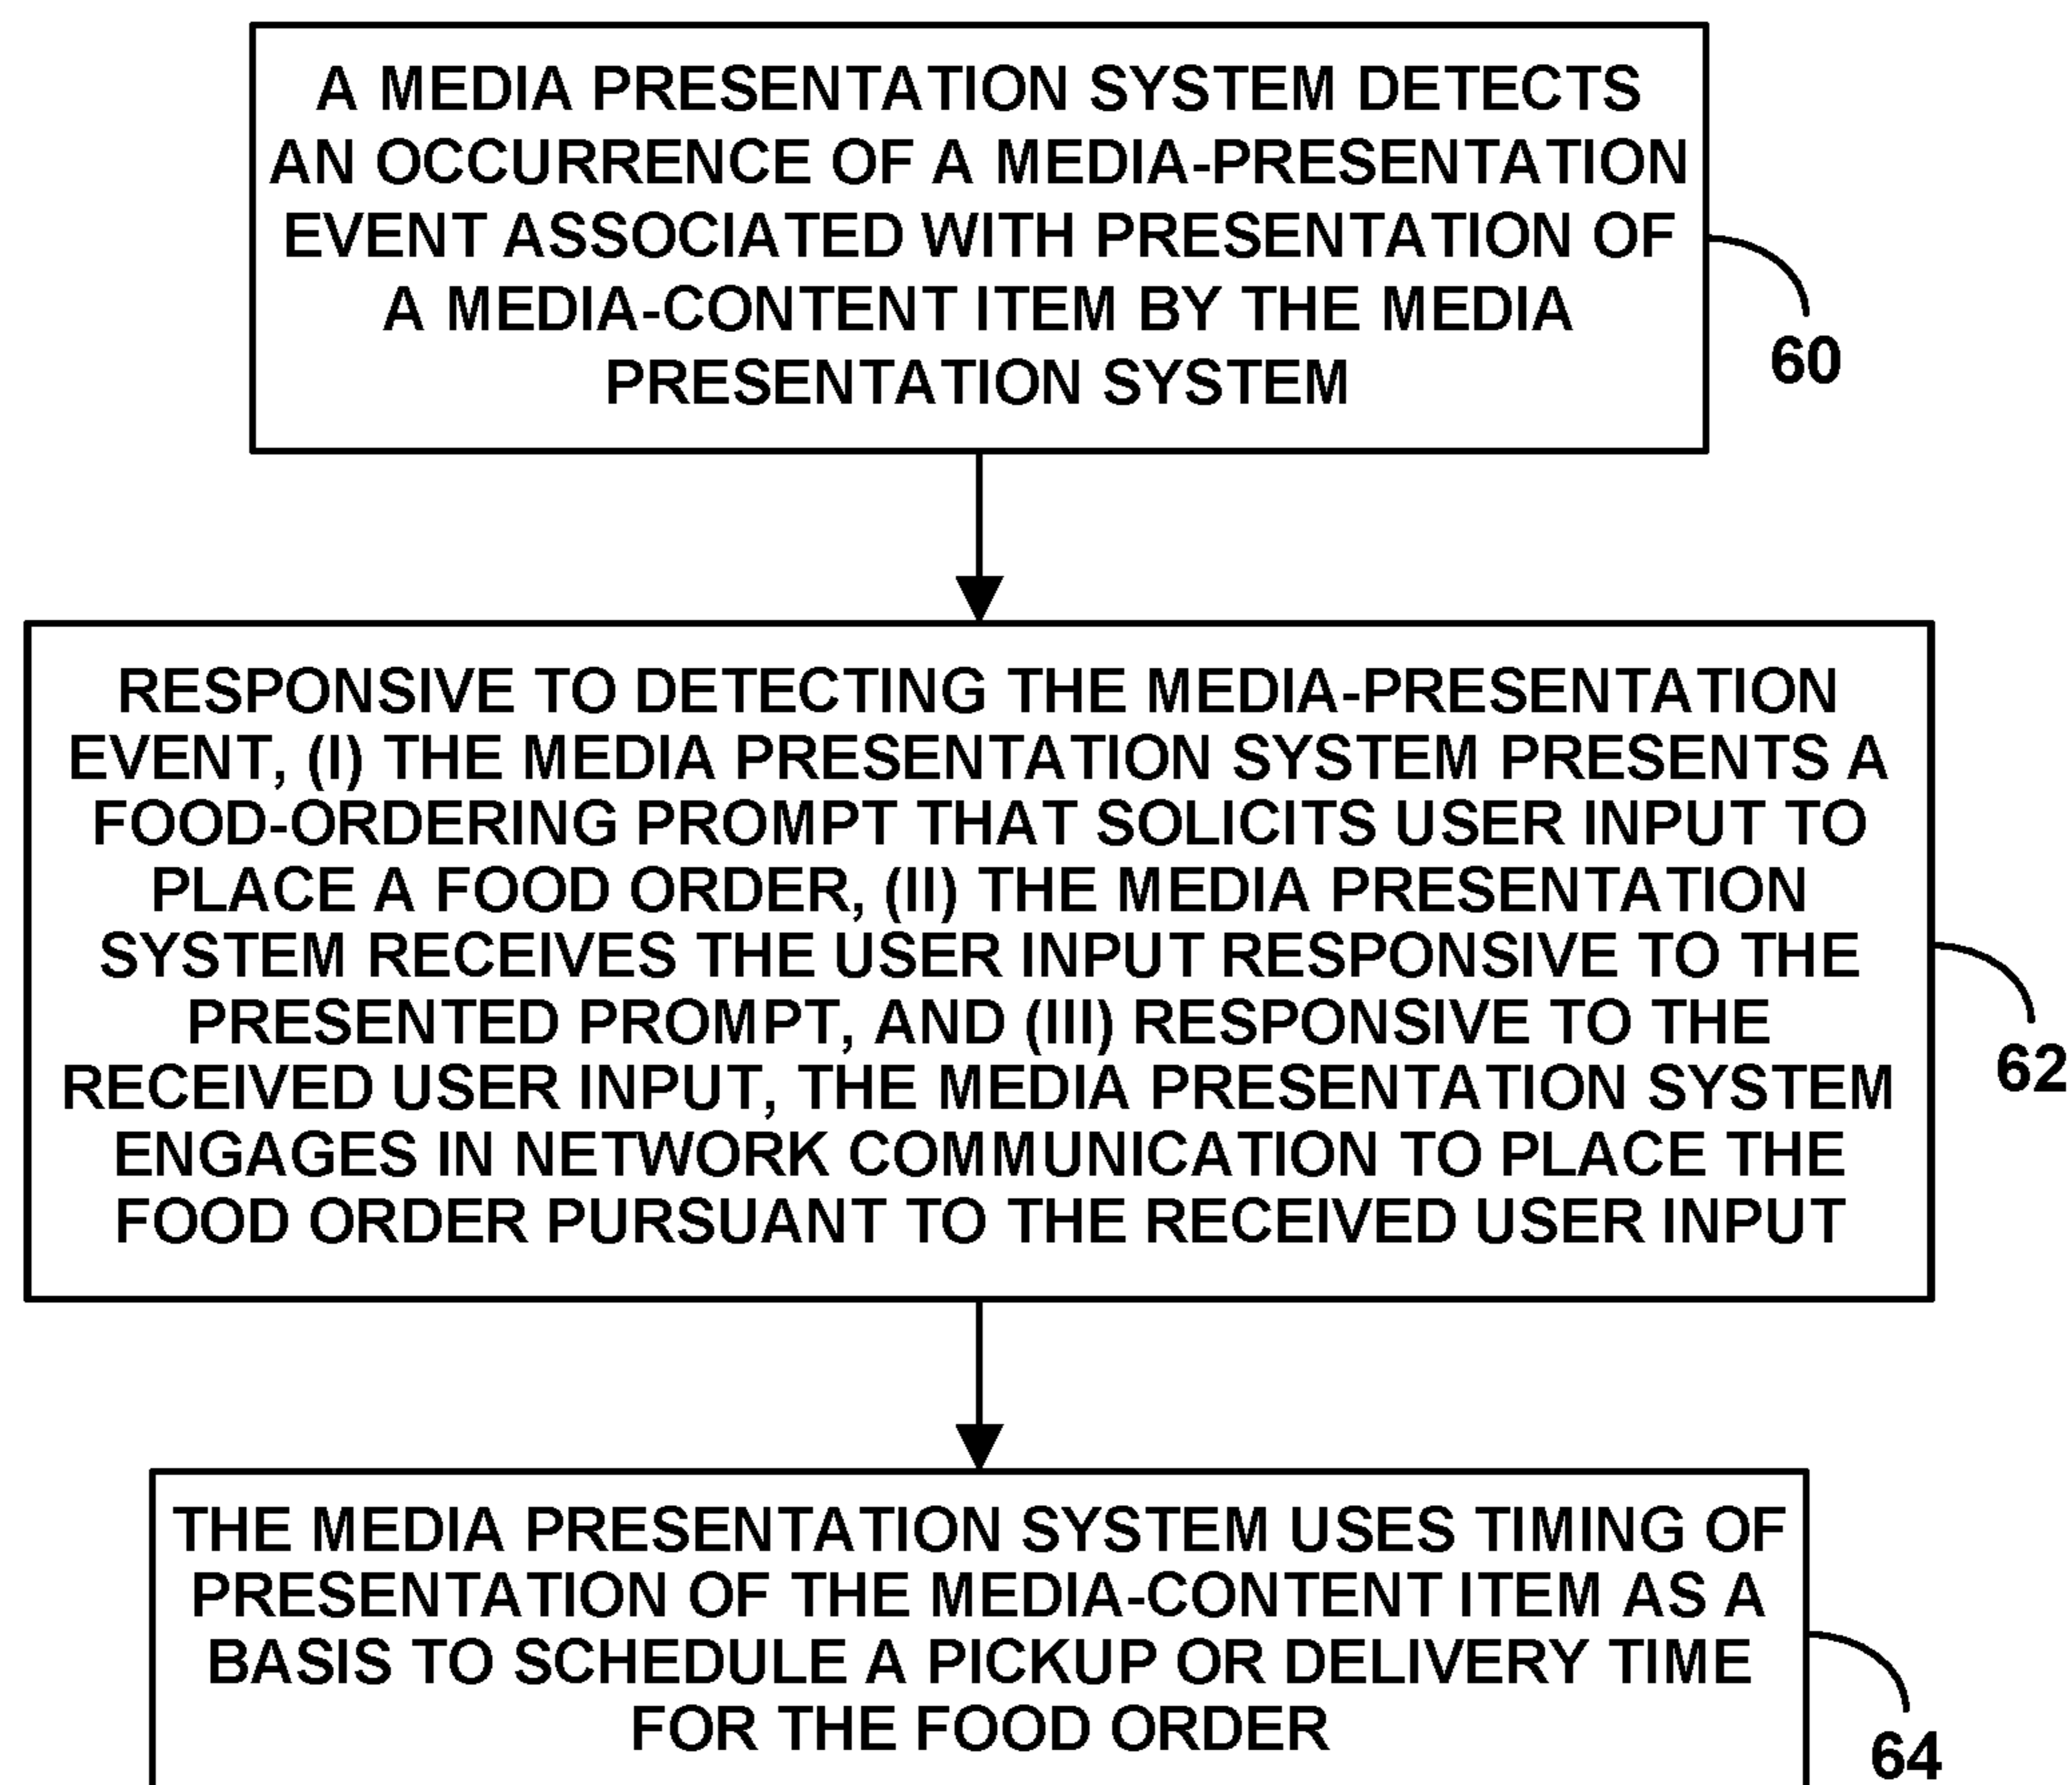 A MEDIA PRESENTATION SYSTEM DETECTS
AN OCCURRENCE OF A MEDIA-PRESENTATION
EVENT ASSOCIATED WITH PRESENTATION OF
A MEDIA-CONTENT ITEM BY THE MEDIA
PRESENTATION SYSTEM
60
RESPONSIVE TO DETECTING THE MEDIA-PRESENTATION
EVENT, (I) THE MEDIA PRESENTATION SYSTEM PRESENTS A
FOOD-ORDERING PROMPT THAT SOLICITS USER INPUT TO
PLACE A FOOD ORDER, (II) THE MEDIA PRESENTATION
SYSTEM RECEIVES THE USER INPUT RESPONSIVE TO THE
PRESENTED PROMPT, AND (III) RESPONSIVE TO THE
RECEIVED USER INPUT, THE MEDIA PRESENTATION SYSTEM
ENGAGES IN NETWORK COMMUNICATION TO PLACE THE
FOOD ORDER PURSUANT TO THE RECEIVED USER INPUT
62
THE MEDIA PRESENTATION SYSTEM USES TIMING OF
PRESENTATION OF THE MEDIA-CONTENT ITEM AS A
BASIS TO SCHEDULE A PICKUP OR DELIVERY TIME
FOR THE FOOD ORDER
64